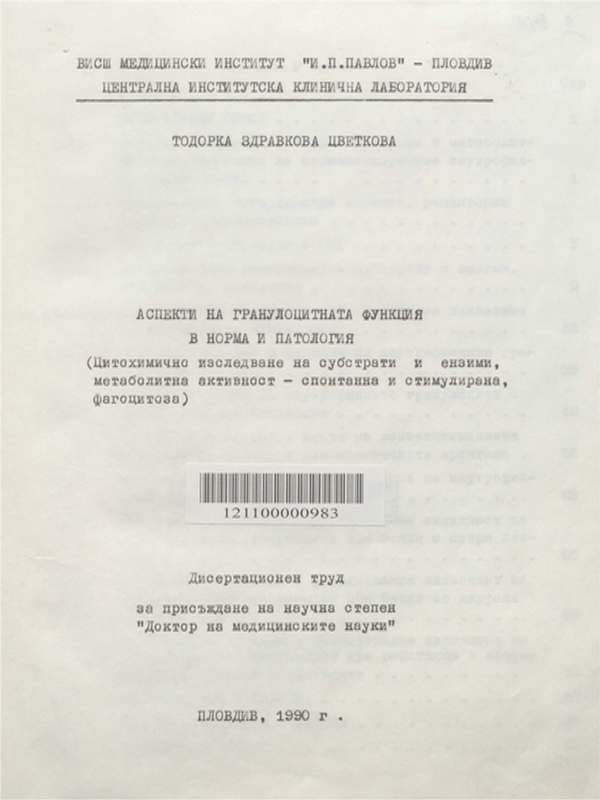 ВИСШ МЕДИЦИНСКИ ИНСТИТУТ "И.П.ПАВЛОВ" - ПЛОВДИВ
ЦЕНТРАЛНА ИНСТИТУТСКА КЛИНИЧНА ЛАБОРАТОРИЯ
ТОДОРКА ЗДРАВКОВА ЦВЕТКОВА
АСПЕКТИ НА ГРАНУЛОЦИТНАТА ФУНКЦИЯ
В НОРМА И ПАТОЛОГИЯ
(Цитохимично изследване на субстрати и ензими,
метаболитна активност - спонтанна и стимулирана,
фагоцитоза)
121100000983
Дисертационен труд
за присъждане на научна степен
"Доктор на медицинските науки"
ПЛОВДИВ, 1990 г .